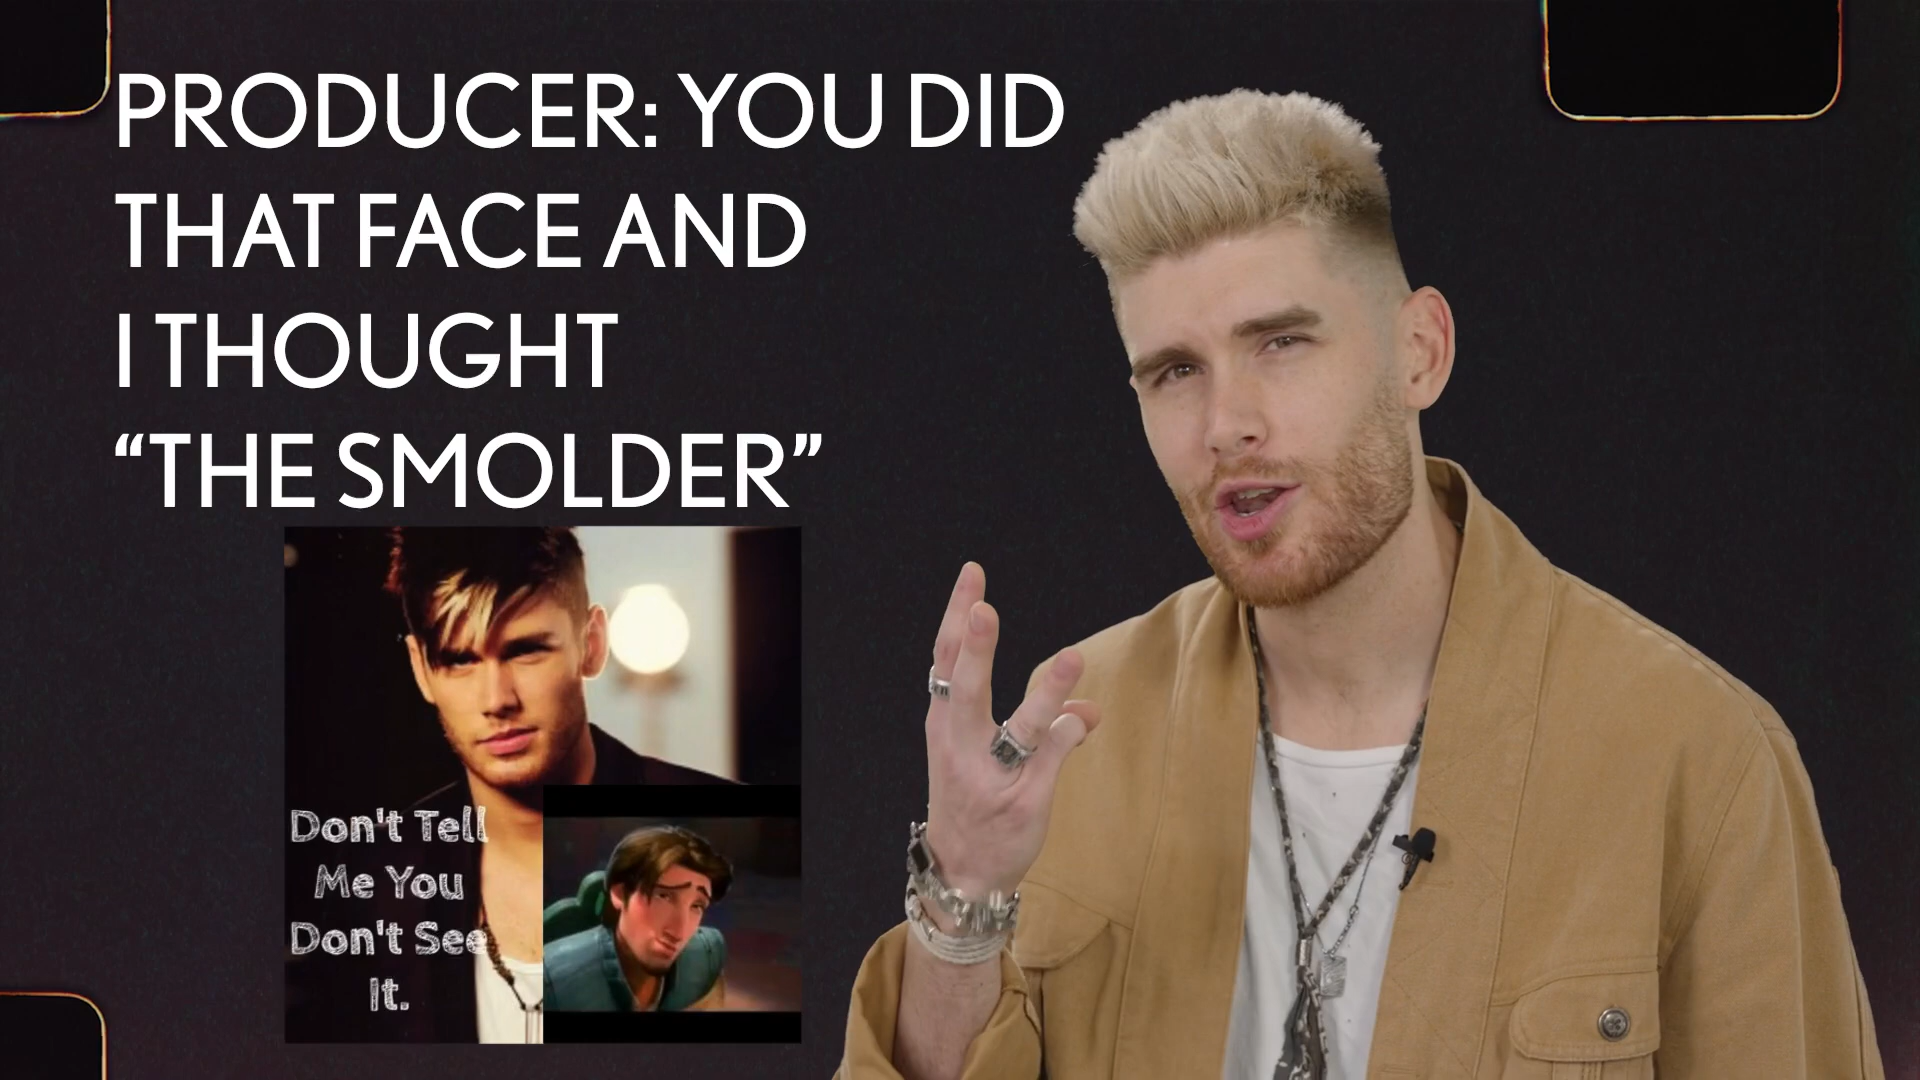 PRODUCER: YOU DID
THAT FACE AND
I THOUGHT
“THE SMOLDER”
Don't Tell
Me You
Don't See
It.